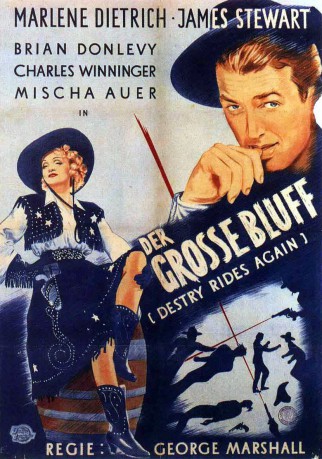 MARLENE DIETRICH · JAMES STEWART
BRIAN DONLEVY
CHARLES WINNINGER
MISCHA AUER
IN
DER
GROSSE BLUFF
(DESTRY RIDES AGAIN)
REGIE: GEORGE MARSHALL